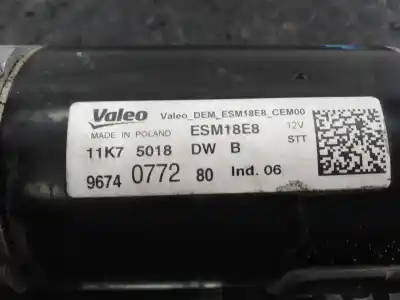 Valeo Valeo_DEM_ESM18E8_CEM00
MADE IN POLAND ESM18E8 12V
STT
11K7 5018 DW B
9674 0772 80 Ind. 06